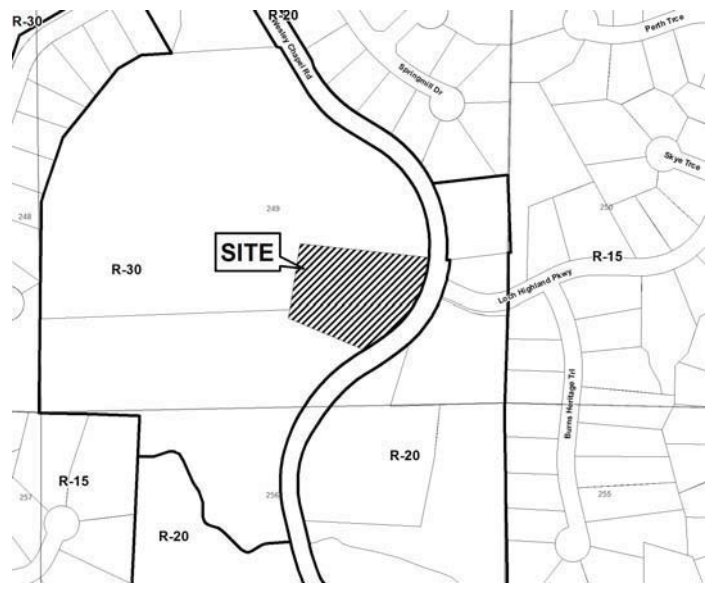 R-30
R-20
Wesley Chapel Rd
Springmill Dr
Perth Trce
Skye Trce
248
249
250
SITE
R-30
R-15
Loch Highland Pkwy
Burns Heritage Trl
R-15
R-20
257
256
255
R-20